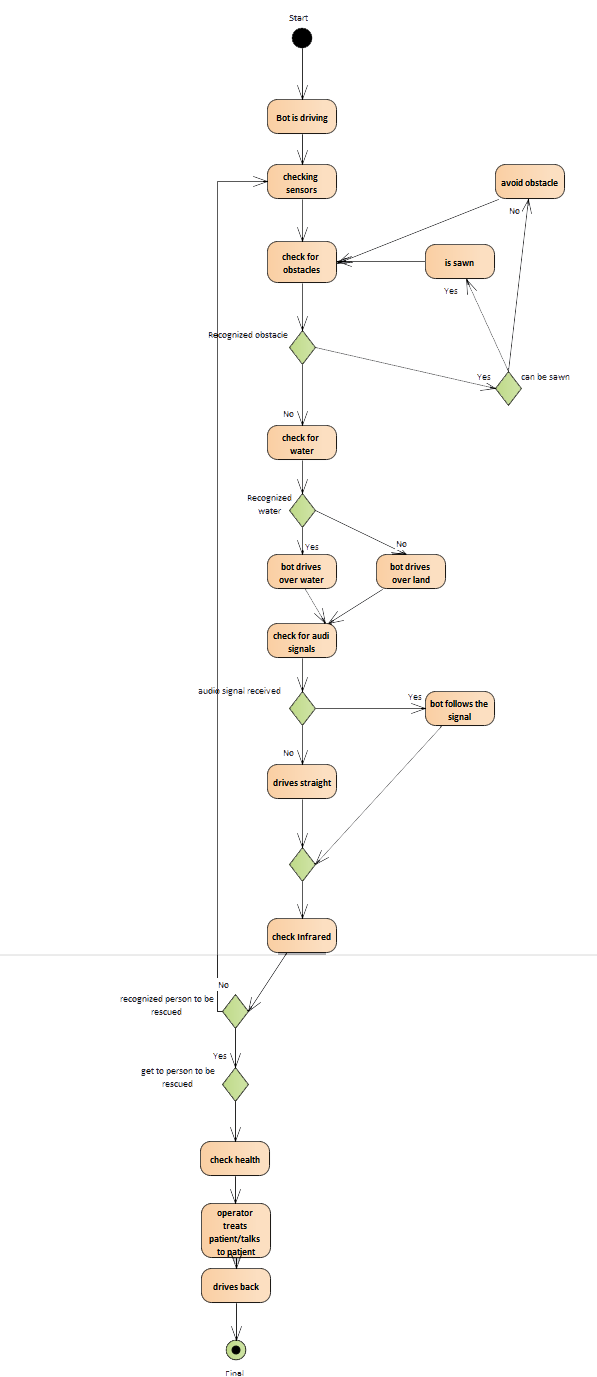 Start
Bot is driving
checking
sensors
avoid obstacle
No
check for
obstacles
is sawn
Yes
Recognized obstacle
Yes
can be sawn
No
check for
water
Recognized
water
Yes
No
bot drives
over water
bot drives
over land
check for audi
signals
audio signal received
Yes
bot follows the
signal
No
drives straight
check Infrared
No
recognized person to be
rescued
Yes
get to person to be
rescued
check health
operator
treats
patient/talks
to patient
drives back
Final